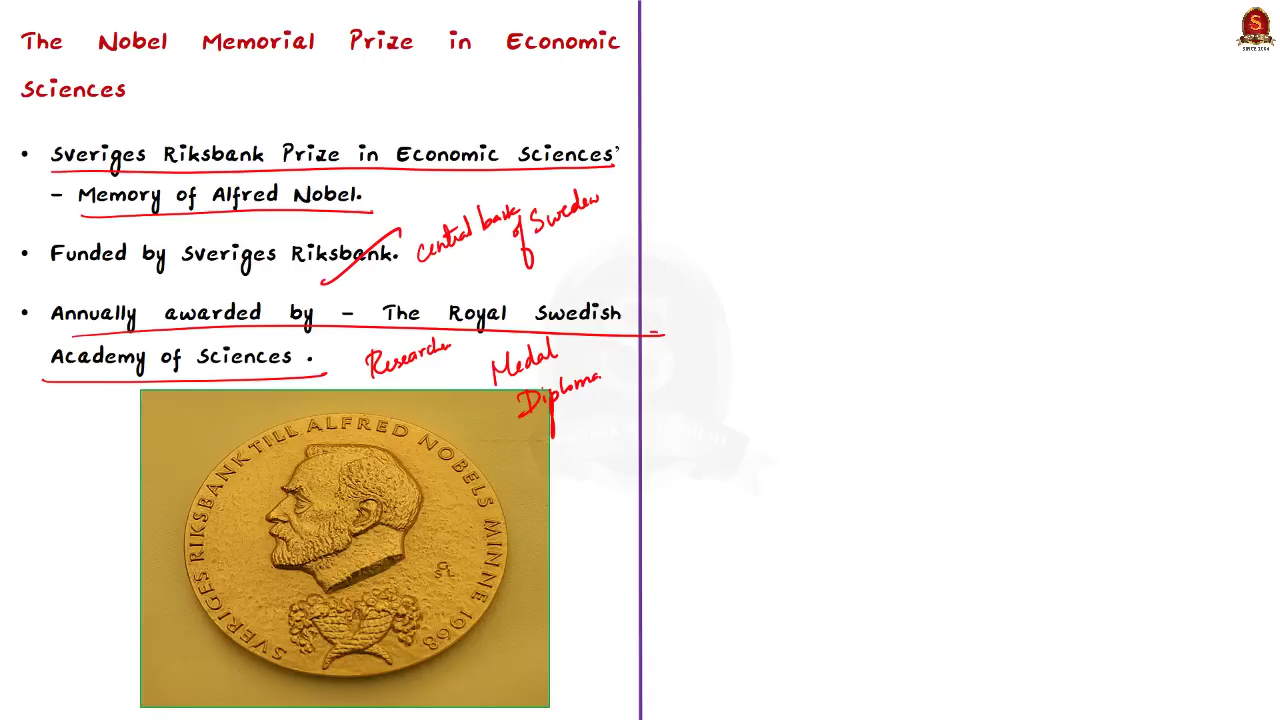 The Nobel Memorial Prize in Economic
Sciences
• Sveriges Riksbank Prize in Economic Sciences'
– Memory of Alfred Nobel.
• Funded by Sveriges Riksbank.
Central bank of Sweden
• Annually awarded by – The Royal Swedish
Academy of Sciences .
Medal
Diploma
SVERIGES RIKSBANK TILL ALFRED NOBELS MINNE 1968
S